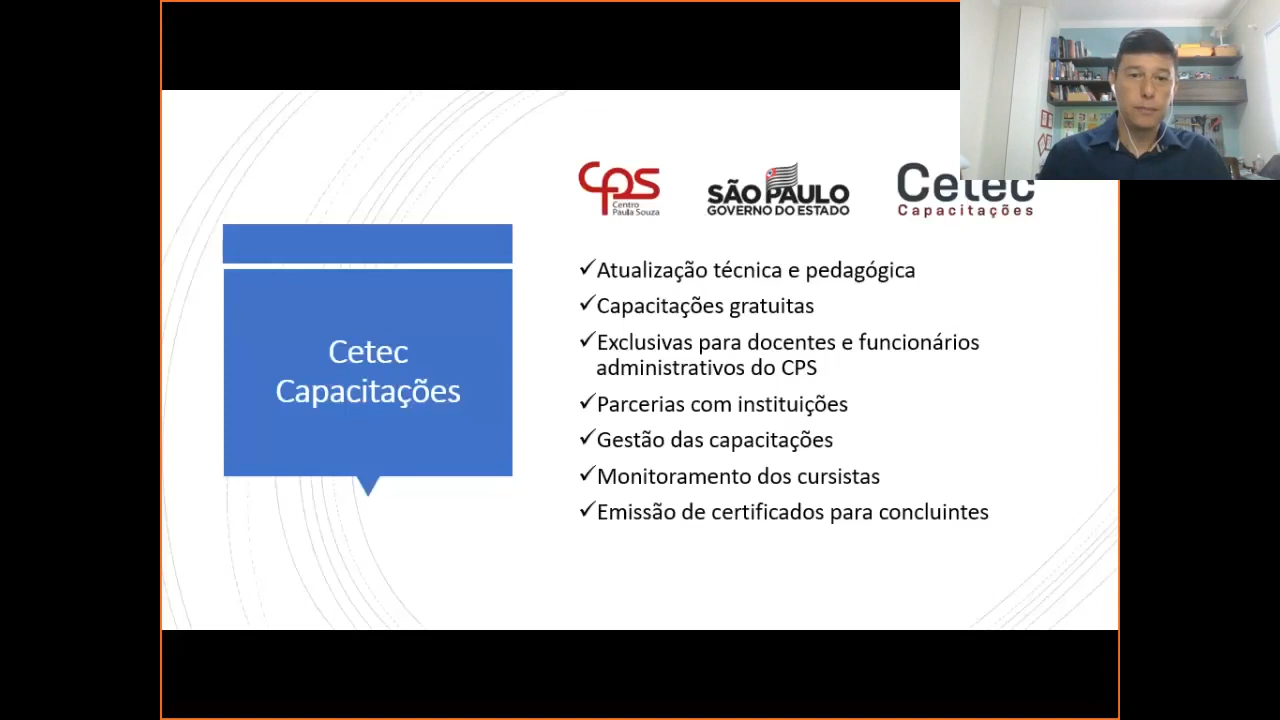 cps
Centro
Paula Souza
SÃO PAULO
GOVERNO DO ESTADO
Cetec
Capacitações
Cetec
Capacitações
✓Atualização técnica e pedagógica
✓Capacitações gratuitas
✓Exclusivas para docentes e funcionários
administrativos do CPS
✓Parcerias com instituições
✓Gestão das capacitações
✓Monitoramento dos cursistas
✓Emissão de certificados para concluintes